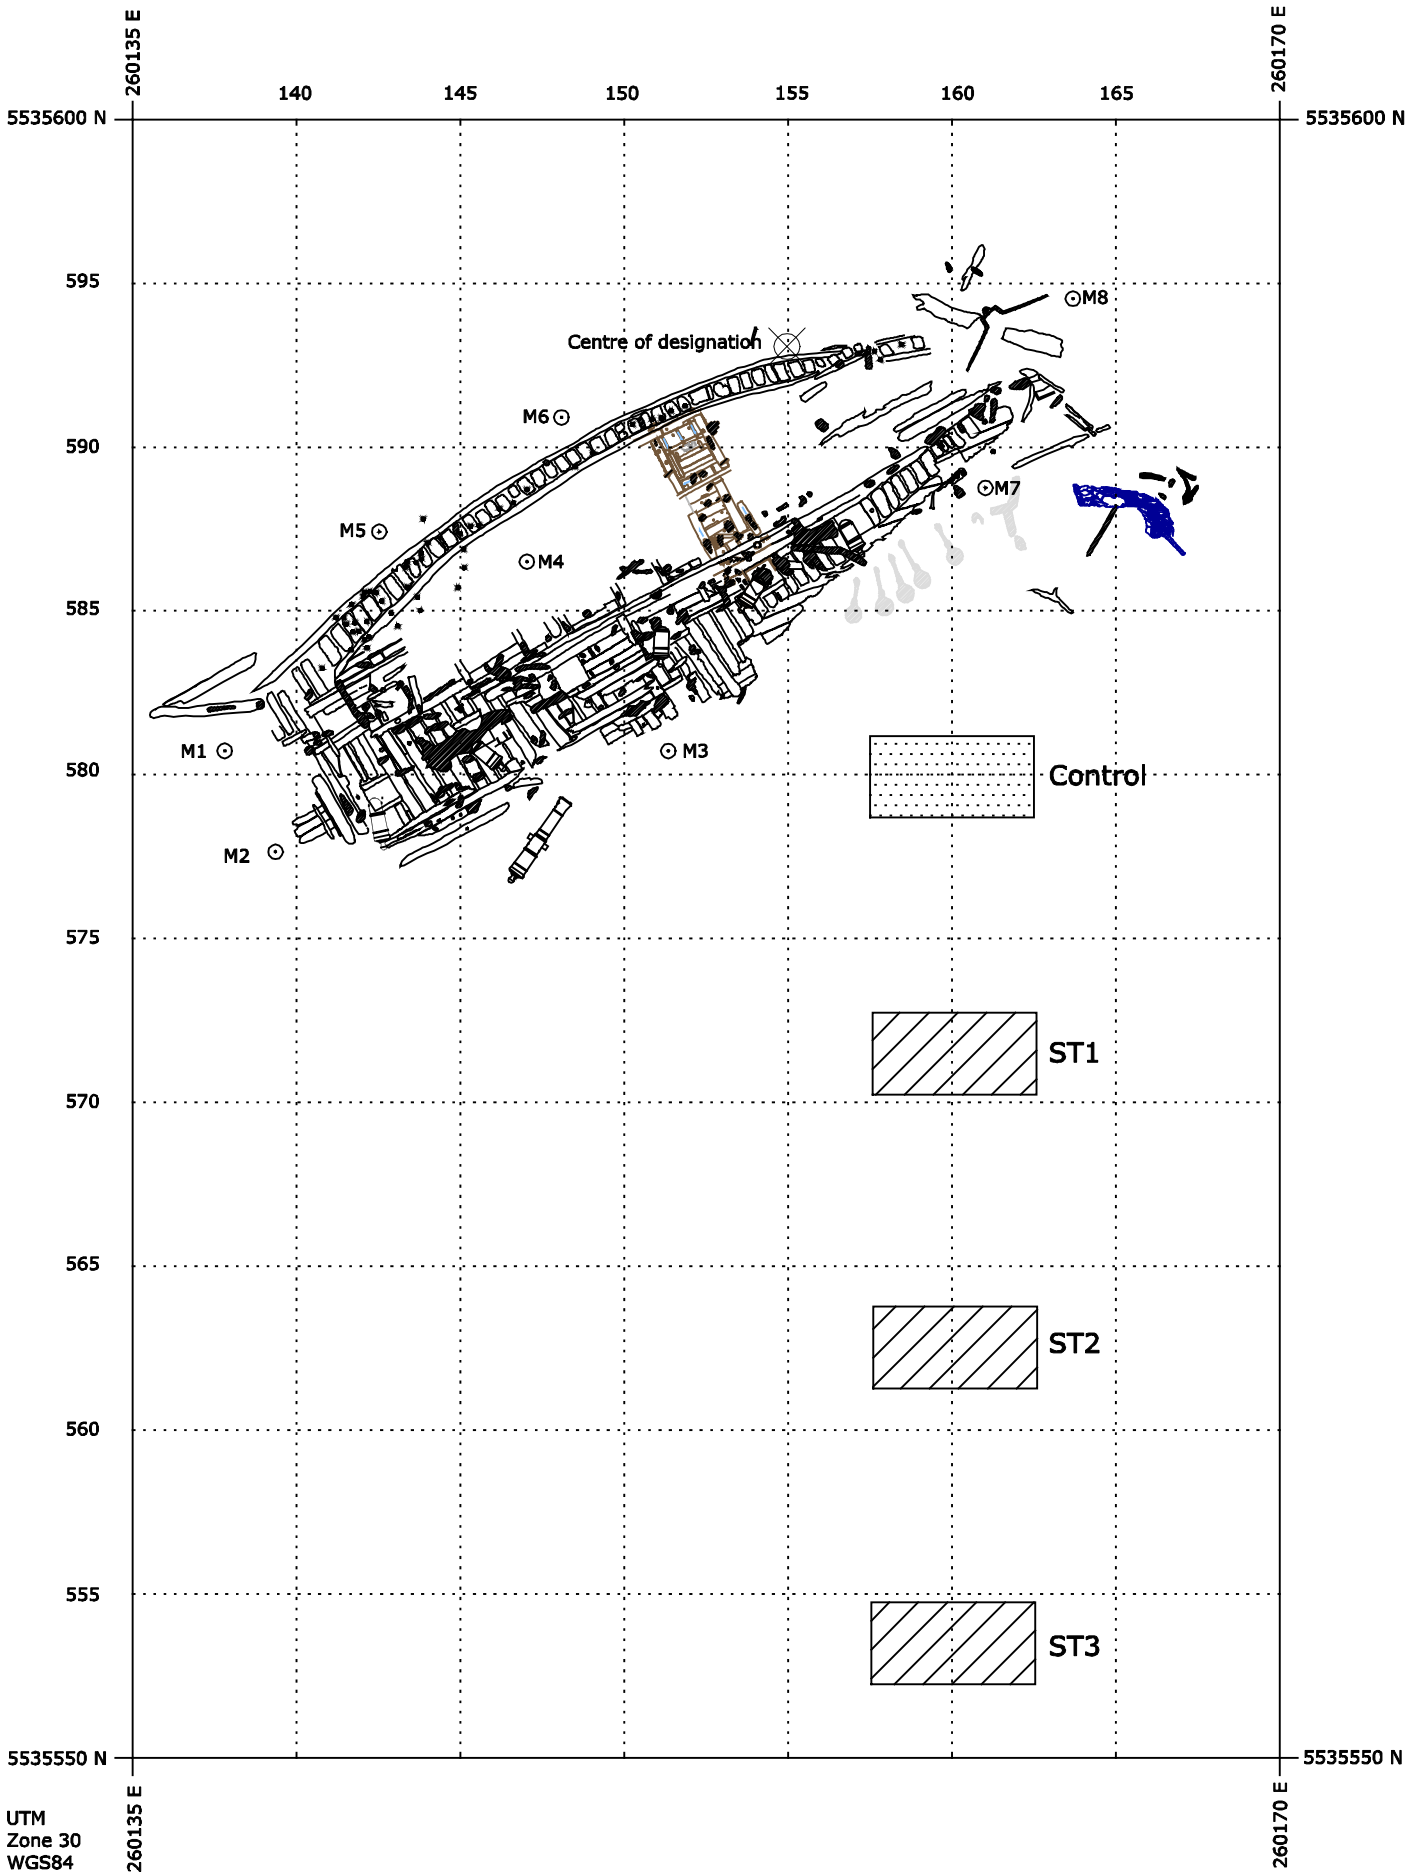 260135 E
260170 E
140 145 150 155 160 165
5535600 N
5535600 N
595
M8
Centre of designation
M6
590
M7
M5
M4
585
M1
M3
580
Control
M2
575
ST1
570
565
ST2
560
555
ST3
5535550 N
5535550 N
260135 E
260170 E
UTM
Zone 30
WGS84